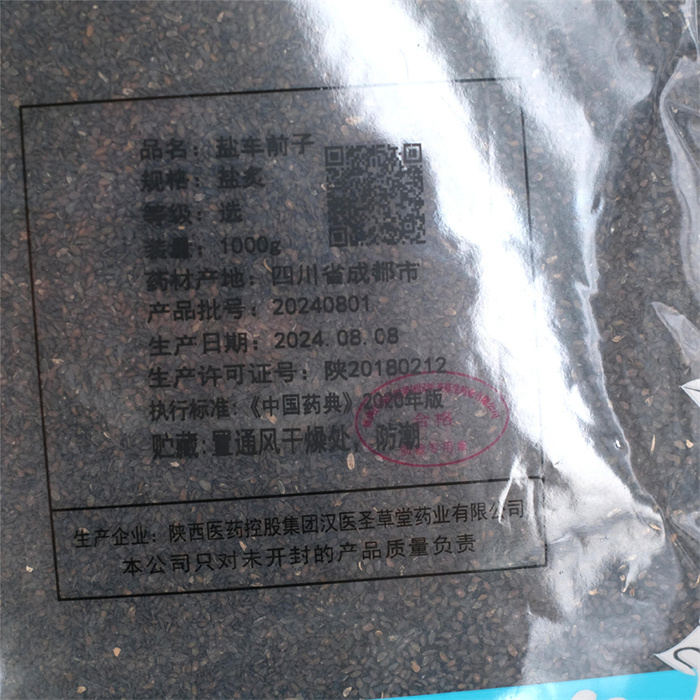 品名：盐车前子
规格：盐炙
等级：选
装量：1000g
药材产地：四川省成都市
产品批号：20240801
生产日期：2024.08.08
生产许可证号：陕20180212
执行标准：《中国药典》2020年版
贮藏:置通风干燥处，防潮
合格
生产企业：陕西医药控股集团汉医圣草堂药业有限公司
本公司只对未开封的产品质量负责